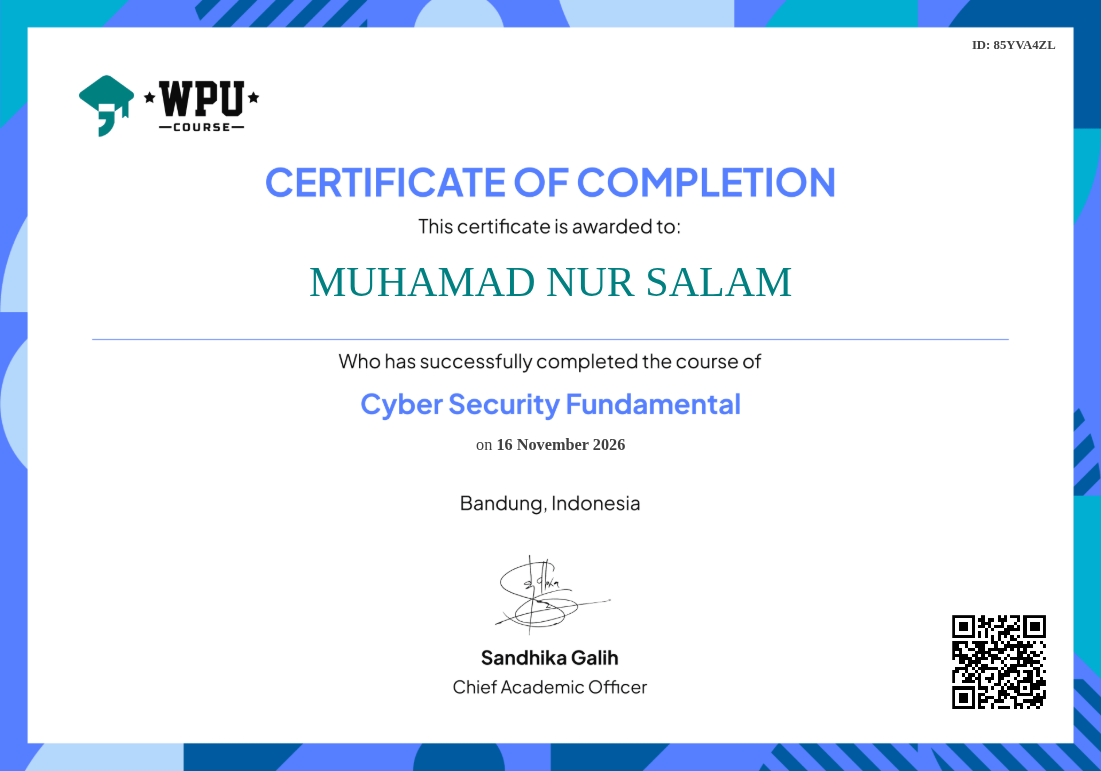 ID: 85YVA4ZL
WPU
COURSE
CERTIFICATE OF COMPLETION
This certificate is awarded to:
MUHAMAD NUR SALAM
Who has successfully completed the course of
Cyber Security Fundamental
on 16 November 2026
Bandung, Indonesia
Sandhika Galih
Chief Academic Officer